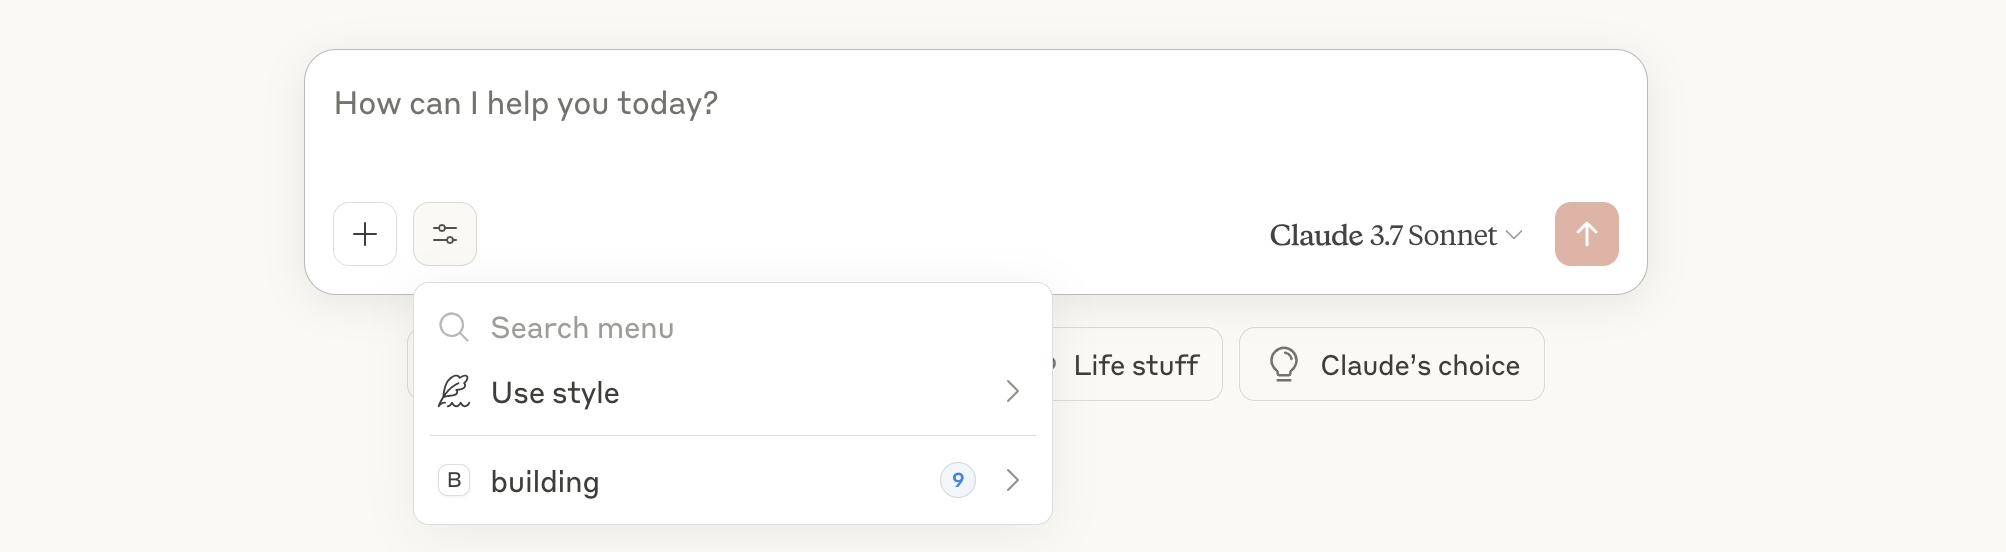 How can I help you today?
Claude 3.7 Sonnet
Search menu
Use style
B building 9
Life stuff
Claude’s choice